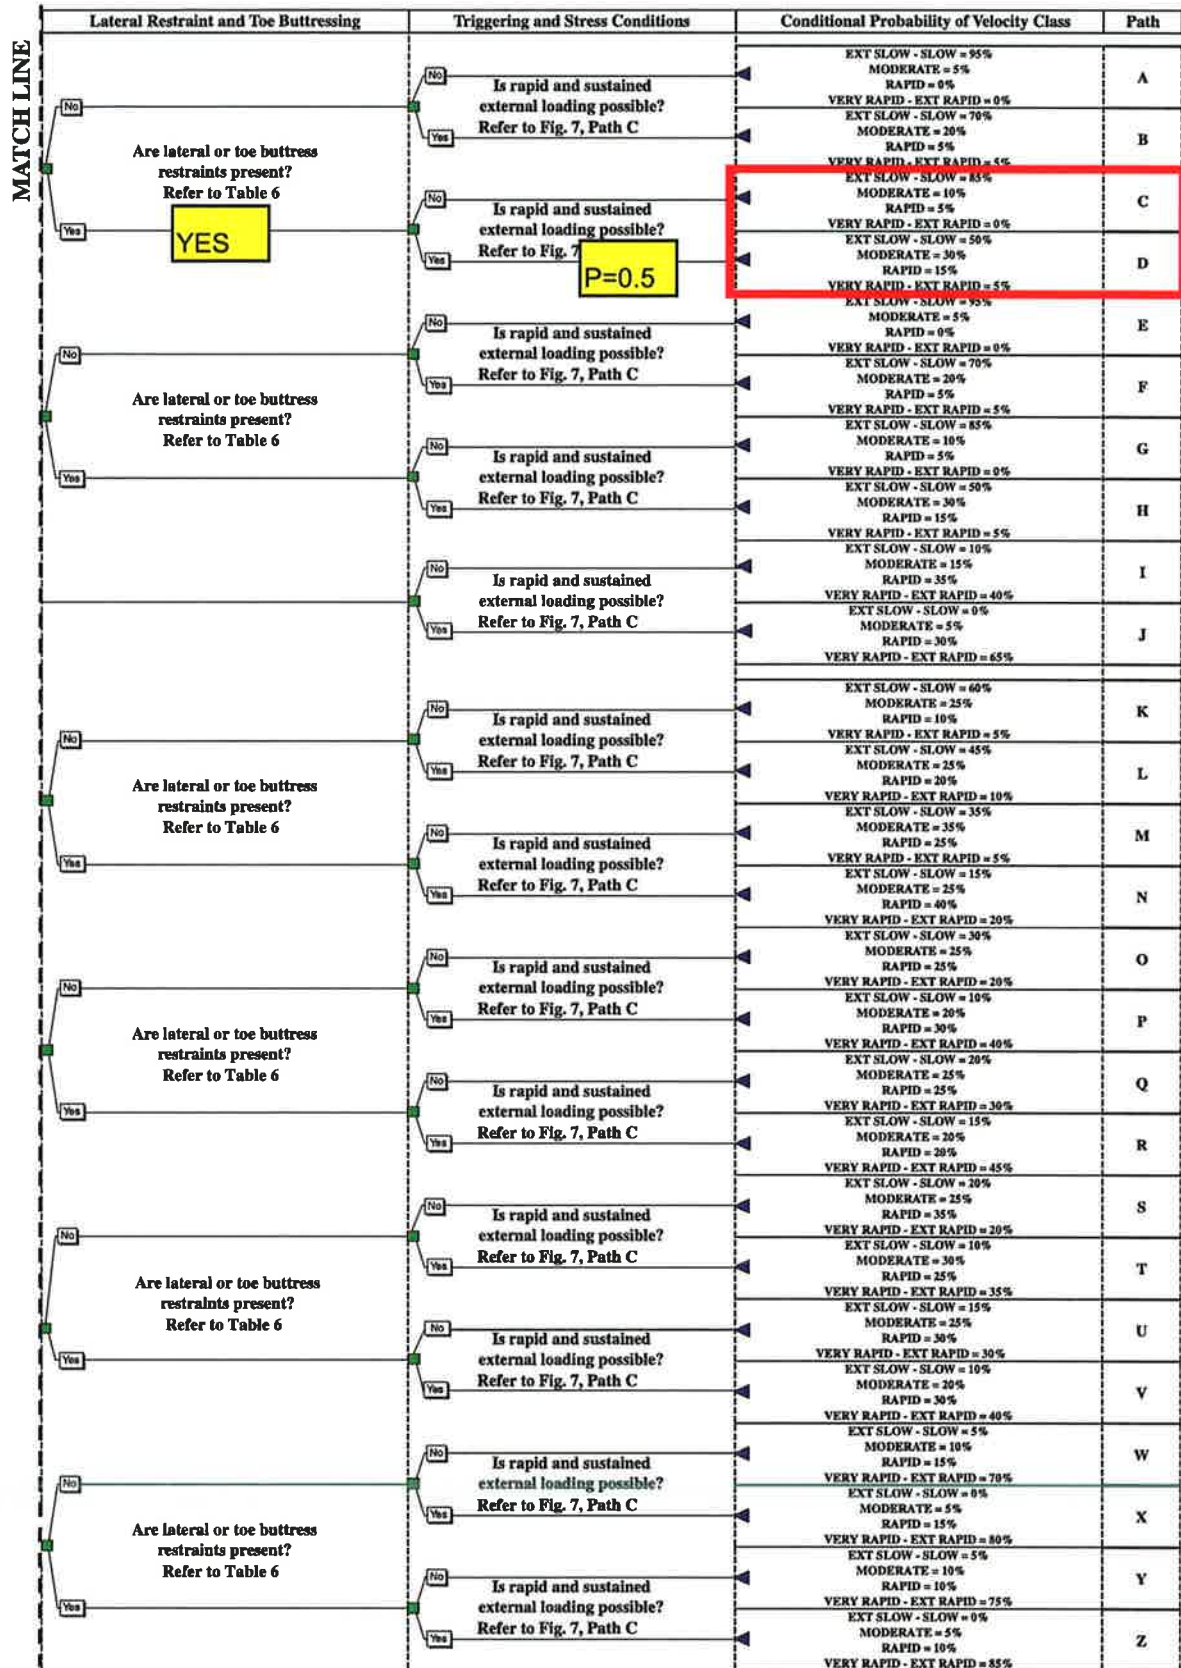 Lateral Restraint and Toe Buttressing
Triggering and Stress Conditions
Conditional Probability of Velocity Class
Path
MATCH LINE
No
Are lateral or toe buttress
restraints present?
Refer to Table 6
Yes
YES
No
Is rapid and sustained
external loading possible?
Refer to Fig. 7, Path C
Yes
EXT SLOW - SLOW = 95%
MODERATE = 5%
RAPID = 0%
VERY RAPID - EXT RAPID = 0%
A
EXT SLOW - SLOW = 70%
MODERATE = 20%
RAPID = 5%
VERY RAPID - EXT RAPID = 5%
B
No
Is rapid and sustained
external loading possible?
Refer to Fig. 7
Yes
P=0.5
EXT SLOW - SLOW = 85%
MODERATE = 10%
RAPID = 5%
VERY RAPID - EXT RAPID = 0%
C
EXT SLOW - SLOW = 50%
MODERATE = 30%
RAPID = 15%
VERY RAPID - EXT RAPID = 5%
D
No
Are lateral or toe buttress
restraints present?
Refer to Table 6
Yes
No
Is rapid and sustained
external loading possible?
Refer to Fig. 7, Path C
Yes
EXT SLOW - SLOW = 95%
MODERATE = 5%
RAPID = 0%
VERY RAPID - EXT RAPID = 0%
E
EXT SLOW - SLOW = 70%
MODERATE = 20%
RAPID = 5%
VERY RAPID - EXT RAPID = 5%
F
No
Is rapid and sustained
external loading possible?
Refer to Fig. 7, Path C
Yes
EXT SLOW - SLOW = 85%
MODERATE = 10%
RAPID = 5%
VERY RAPID - EXT RAPID = 0%
G
EXT SLOW - SLOW = 50%
MODERATE = 30%
RAPID = 15%
VERY RAPID - EXT RAPID = 5%
H
No
Is rapid and sustained
external loading possible?
Refer to Fig. 7, Path C
Yes
EXT SLOW - SLOW = 10%
MODERATE = 15%
RAPID = 35%
VERY RAPID - EXT RAPID = 40%
I
EXT SLOW - SLOW = 0%
MODERATE = 5%
RAPID = 30%
VERY RAPID - EXT RAPID = 65%
J
No
Are lateral or toe buttress
restraints present?
Refer to Table 6
Yes
No
Is rapid and sustained
external loading possible?
Refer to Fig. 7, Path C
Yes
EXT SLOW - SLOW = 60%
MODERATE = 25%
RAPID = 10%
VERY RAPID - EXT RAPID = 5%
K
EXT SLOW - SLOW = 45%
MODERATE = 25%
RAPID = 20%
VERY RAPID - EXT RAPID = 10%
L
No
Is rapid and sustained
external loading possible?
Refer to Fig. 7, Path C
Yes
EXT SLOW - SLOW = 35%
MODERATE = 35%
RAPID = 25%
VERY RAPID - EXT RAPID = 5%
M
EXT SLOW - SLOW = 15%
MODERATE = 25%
RAPID = 40%
VERY RAPID - EXT RAPID = 20%
N
No
Are lateral or toe buttress
restraints present?
Refer to Table 6
Yes
No
Is rapid and sustained
external loading possible?
Refer to Fig. 7, Path C
Yes
EXT SLOW - SLOW = 30%
MODERATE = 25%
RAPID = 25%
VERY RAPID - EXT RAPID = 20%
O
EXT SLOW - SLOW = 10%
MODERATE = 20%
RAPID = 30%
VERY RAPID - EXT RAPID = 40%
P
No
Is rapid and sustained
external loading possible?
Refer to Fig. 7, Path C
Yes
EXT SLOW - SLOW = 20%
MODERATE = 25%
RAPID = 25%
VERY RAPID - EXT RAPID = 30%
Q
EXT SLOW - SLOW = 15%
MODERATE = 20%
RAPID = 20%
VERY RAPID - EXT RAPID = 45%
R
No
Are lateral or toe buttress
restraints present?
Refer to Table 6
Yes
No
Is rapid and sustained
external loading possible?
Refer to Fig. 7, Path C
Yes
EXT SLOW - SLOW = 20%
MODERATE = 25%
RAPID = 35%
VERY RAPID - EXT RAPID = 20%
S
EXT SLOW - SLOW = 10%
MODERATE = 30%
RAPID = 25%
VERY RAPID - EXT RAPID = 35%
T
No
Is rapid and sustained
external loading possible?
Refer to Fig. 7, Path C
Yes
EXT SLOW - SLOW = 15%
MODERATE = 25%
RAPID = 30%
VERY RAPID - EXT RAPID = 30%
U
EXT SLOW - SLOW = 10%
MODERATE = 20%
RAPID = 30%
VERY RAPID - EXT RAPID = 40%
V
No
Are lateral or toe buttress
restraints present?
Refer to Table 6
Yes
No
Is rapid and sustained
external loading possible?
Refer to Fig. 7, Path C
Yes
EXT SLOW - SLOW = 5%
MODERATE = 10%
RAPID = 15%
VERY RAPID - EXT RAPID = 70%
W
EXT SLOW - SLOW = 0%
MODERATE = 5%
RAPID = 15%
VERY RAPID - EXT RAPID = 80%
X
No
Is rapid and sustained
external loading possible?
Refer to Fig. 7, Path C
Yes
EXT SLOW - SLOW = 5%
MODERATE = 10%
RAPID = 10%
VERY RAPID - EXT RAPID = 75%
Y
EXT SLOW - SLOW = 0%
MODERATE = 5%
RAPID = 10%
VERY RAPID - EXT RAPID = 85%
Z